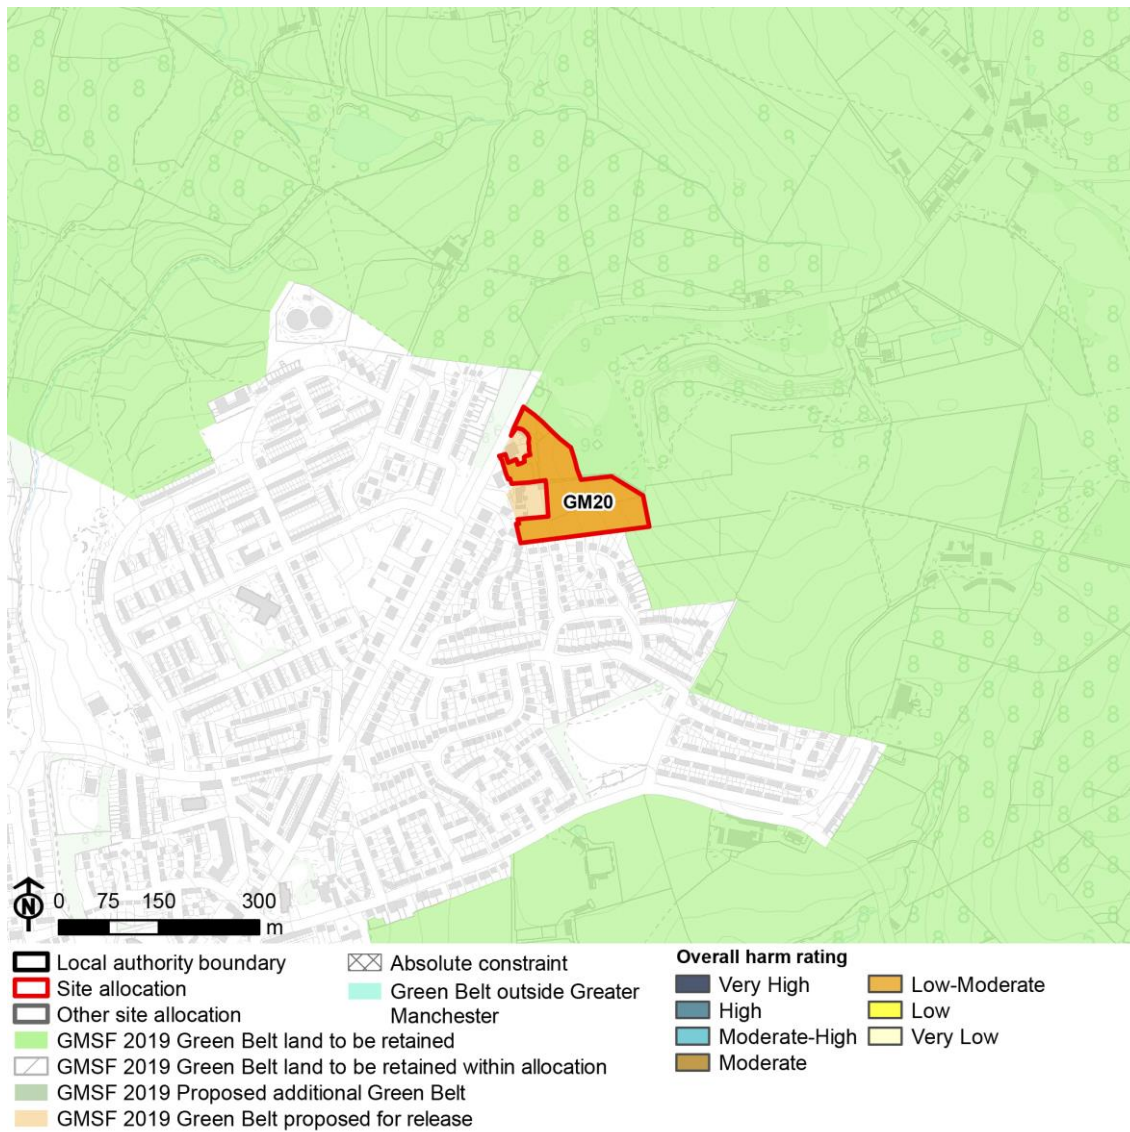 GM20
N
0 75 150 300
m
Local authority boundary
Site allocation
Other site allocation
GMSF 2019 Green Belt land to be retained
GMSF 2019 Green Belt land to be retained within allocation
GMSF 2019 Proposed additional Green Belt
GMSF 2019 Green Belt proposed for release
Absolute constraint
Green Belt outside Greater
Manchester
Overall harm rating
Very High
High
Moderate-High
Moderate
Low-Moderate
Low
Very Low